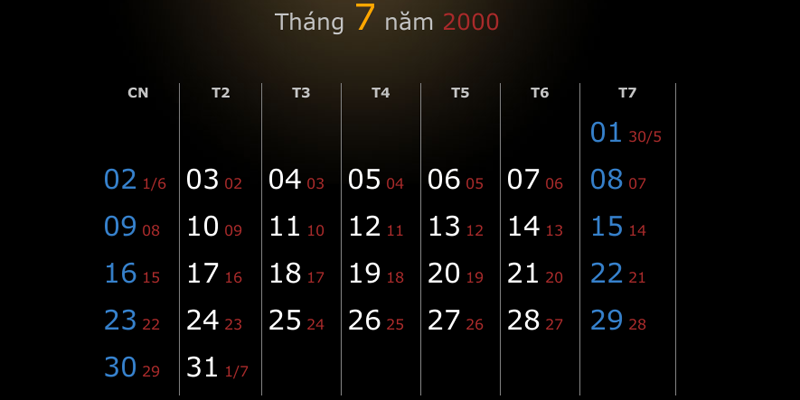 Tháng 7 năm 2000
CN T2 T3 T4 T5 T6 T7
01 30/5
02 1/6 03 02 04 03 05 04 06 05 07 06 08 07
09 08 10 09 11 10 12 11 13 12 14 13 15 14
16 15 17 16 18 17 19 18 20 19 21 20 22 21
23 22 24 23 25 24 26 25 27 26 28 27 29 28
30 29 31 1/7